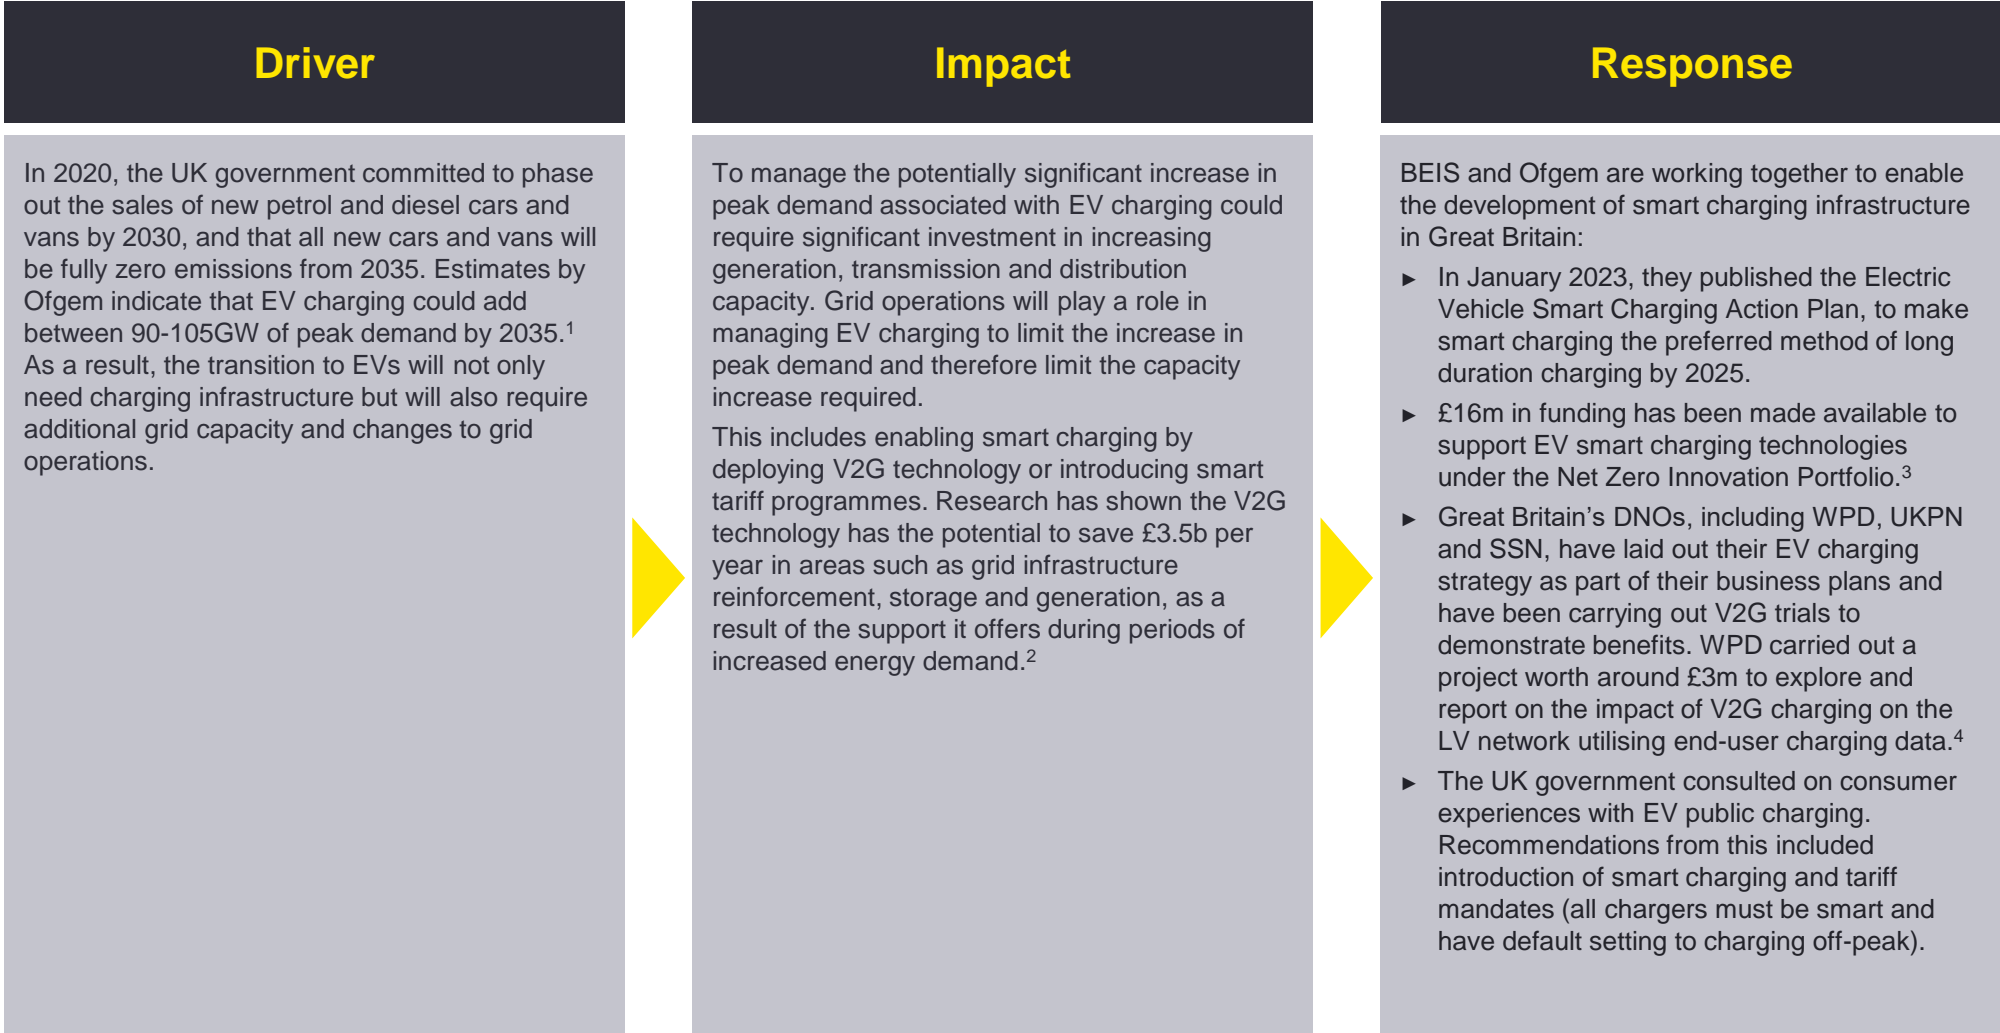 Driver
In 2020, the UK government committed to phase
out the sales of new petrol and diesel cars and
vans by 2030, and that all new cars and vans will
be fully zero emissions from 2035. Estimates by
Ofgem indicate that EV charging could add
between 90-105GW of peak demand by 2035.1
As a result, the transition to EVs will not only
need charging infrastructure but will also require
additional grid capacity and changes to grid
operations.
Impact
To manage the potentially significant increase in
peak demand associated with EV charging could
require significant investment in increasing
generation, transmission and distribution
capacity. Grid operations will play a role in
managing EV charging to limit the increase in
peak demand and therefore limit the capacity
increase required.
This includes enabling smart charging by
deploying V2G technology or introducing smart
tariff programmes. Research has shown the V2G
technology has the potential to save £3.5b per
year in areas such as grid infrastructure
reinforcement, storage and generation, as a
result of the support it offers during periods of
increased energy demand.2
Response
BEIS and Ofgem are working together to enable
the development of smart charging infrastructure
in Great Britain:
► In January 2023, they published the Electric
Vehicle Smart Charging Action Plan, to make
smart charging the preferred method of long
duration charging by 2025.
► £16m in funding has been made available to
support EV smart charging technologies
under the Net Zero Innovation Portfolio.3
► Great Britain’s DNOs, including WPD, UKPN
and SSN, have laid out their EV charging
strategy as part of their business plans and
have been carrying out V2G trials to
demonstrate benefits. WPD carried out a
project worth around £3m to explore and
report on the impact of V2G charging on the
LV network utilising end-user charging data.4
► The UK government consulted on consumer
experiences with EV public charging.
Recommendations from this included
introduction of smart charging and tariff
mandates (all chargers must be smart and
have default setting to charging off-peak).